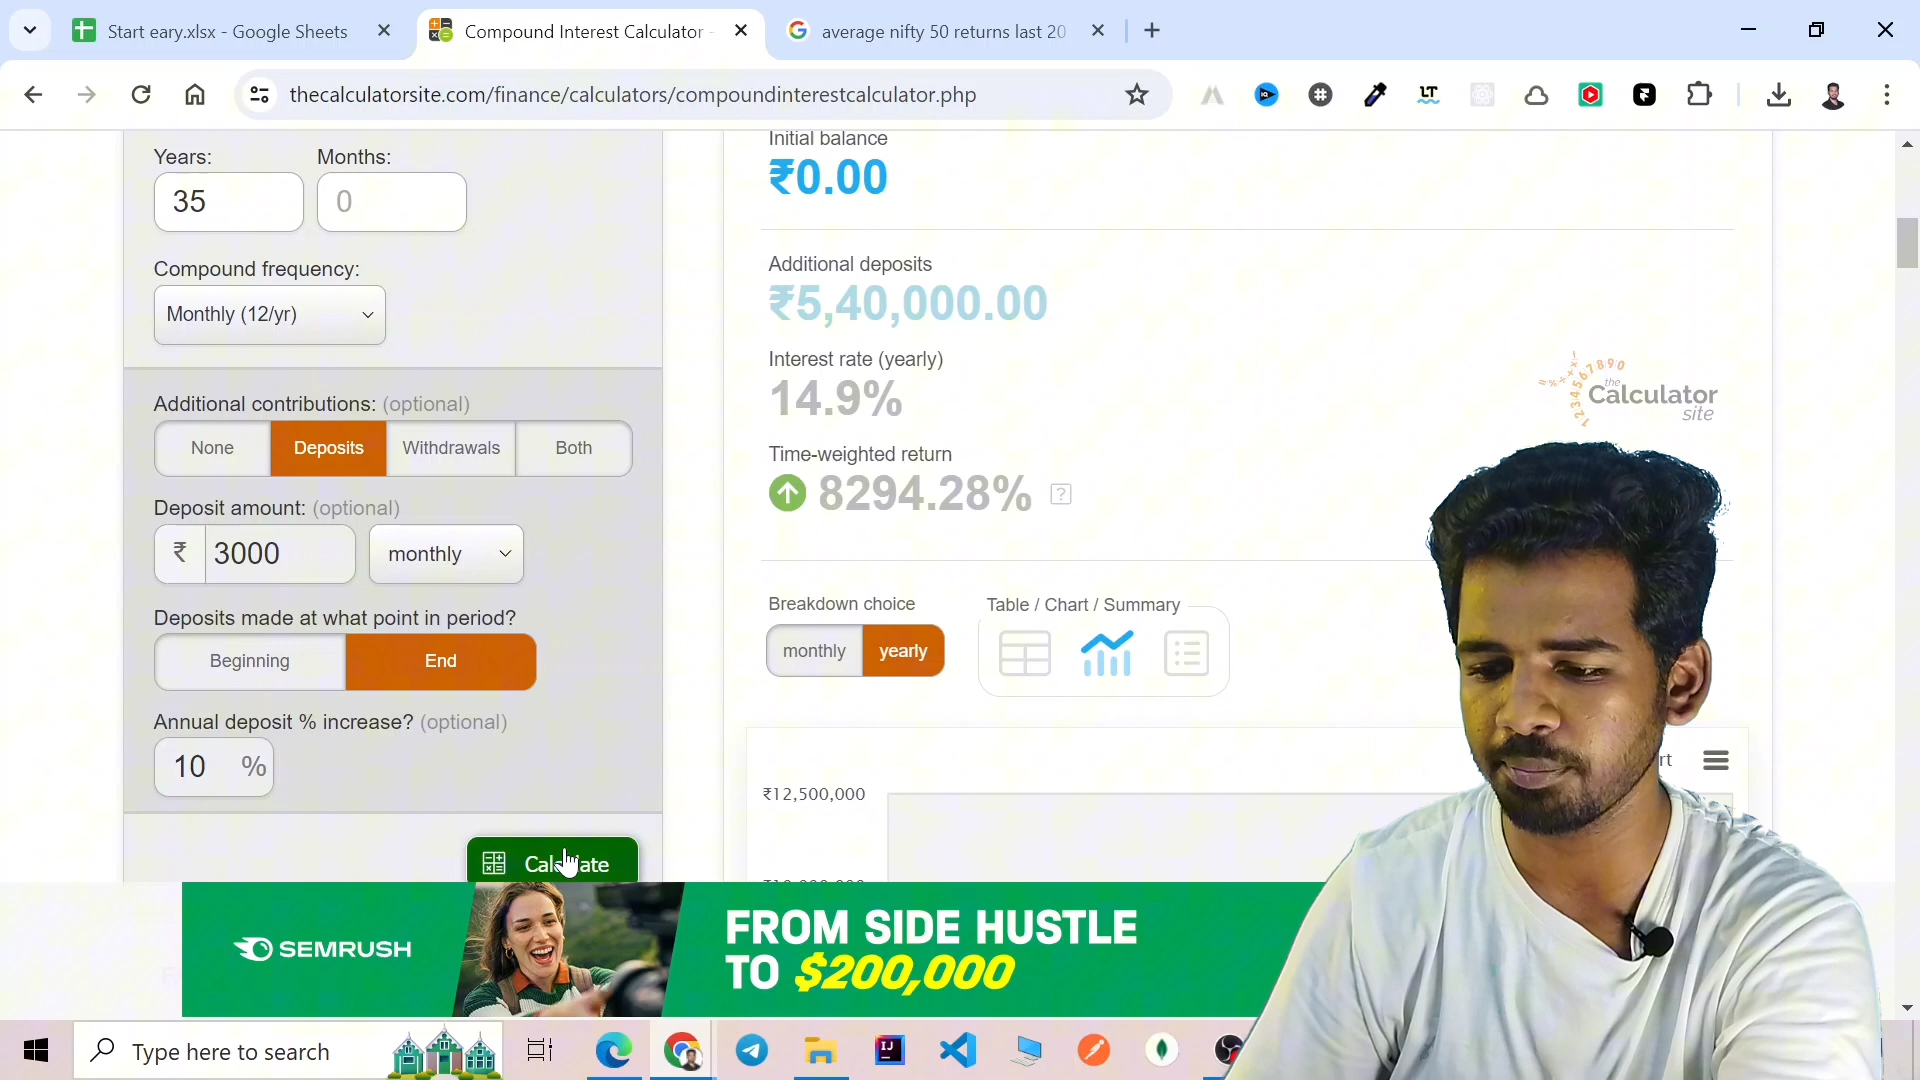 Start eary.xlsx - Google Sheets
Compound Interest Calculator -
average nifty 50 returns last 20
thecalculatorsite.com/finance/calculators/compoundinterestcalculator.php
Years:
Months:
35
0
Compound frequency:
Monthly (12/yr)
Additional contributions: (optional)
None
Deposits
Withdrawals
Both
Deposit amount: (optional)
₹
3000
monthly
Deposits made at what point in period?
Beginning
End
Annual deposit % increase? (optional)
10
%
Calculate
Initial balance
₹0.00
Additional deposits
₹5,40,000.00
Interest rate (yearly)
14.9%
Time-weighted return
8294.28%
?
the
Calculator
site
Breakdown choice
Table / Chart / Summary
monthly
yearly
rt
₹12,500,000
SEMRUSH
FROM SIDE HUSTLE
TO $200,000
Type here to search